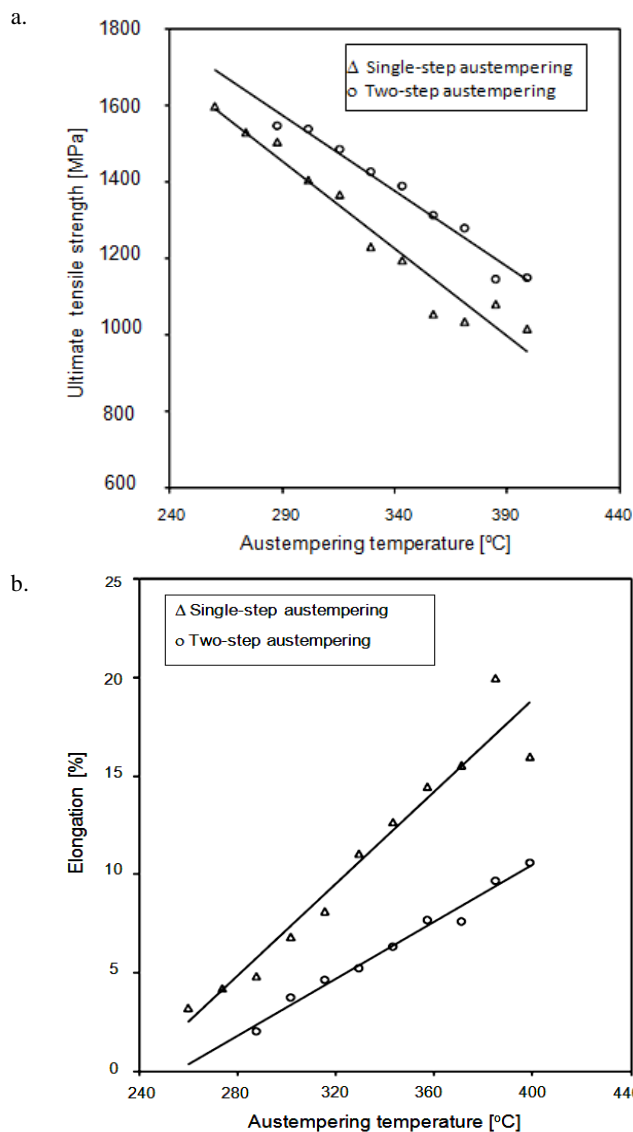 a.
1800
1600
1400
1200
1000
800
600
Ultimate tensile strength [MPa]
Δ Single-step austempering
o Two-step austempering
240 290 340 390 440
Austempering temperature [ºC]
b.
25
20
15
10
5
0
Elongation [%]
Δ Single-step austempering
o Two-step austempering
240 280 320 360 400 440
Austempering temperature [ºC]